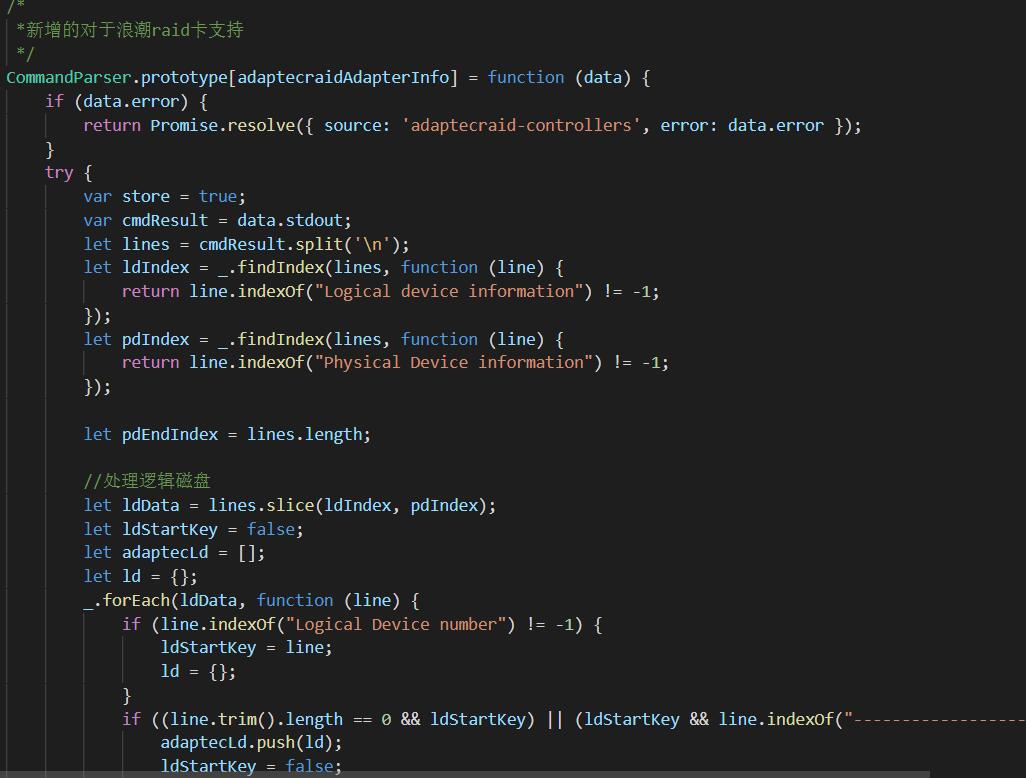 /*
 *新增的对于浪潮raid卡支持
 */
CommandParser.prototype[adaptecraidAdapterInfo] = function (data) {
    if (data.error) {
        return Promise.resolve({ source: 'adaptecraid-controllers', error: data.error });
    }
    try {
        var store = true;
        var cmdResult = data.stdout;
        let lines = cmdResult.split('\n');
        let ldIndex = _.findIndex(lines, function (line) {
            return line.indexOf("Logical device information") != -1;
        });
        let pdIndex = _.findIndex(lines, function (line) {
            return line.indexOf("Physical Device information") != -1;
        });

        let pdEndIndex = lines.length;

        //处理逻辑磁盘
        let ldData = lines.slice(ldIndex, pdIndex);
        let ldStartKey = false;
        let adaptecLd = [];
        let ld = {};
        _.forEach(ldData, function (line) {
            if (line.indexOf("Logical Device number") != -1) {
                ldStartKey = line;
                ld = {};
            }
            if ((line.trim().length == 0 && ldStartKey) || (ldStartKey && line.indexOf("------------------
                adaptecLd.push(ld);
                ldStartKey = false;